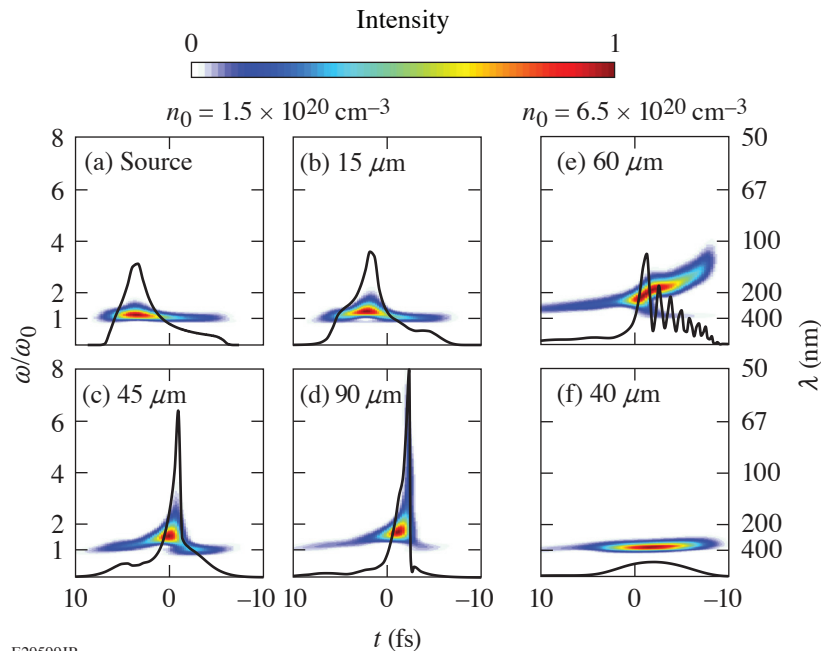 Intensity
0 1
n0 = 1.5 × 10^20 cm–3 n0 = 6.5 × 10^20 cm–3
8 50
(a) Source (b) 15 μm (e) 60 μm
6 67
4 100
2 200
1 400
ω/ω0 λ (nm)
8 50
(c) 45 μm (d) 90 μm (f) 40 μm
6 67
4 100
2 200
1 400
10 0 –10 10 0 –10 10 0 –10
t (fs)